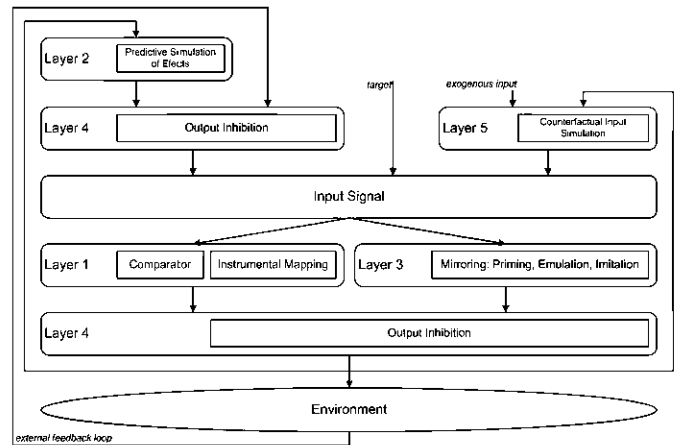 Layer 2
Predictive Simulation
of Effects
target
exogenous input
Layer 4
Output Inhibition
Layer 5
Counterfactual Input
Simulation
Input Signal
Layer 1
Comparator
Instrumental Mapping
Layer 3
Mirroring: Priming, Emulation, Imitation
Layer 4
Output Inhibition
Environment
external feedback loop